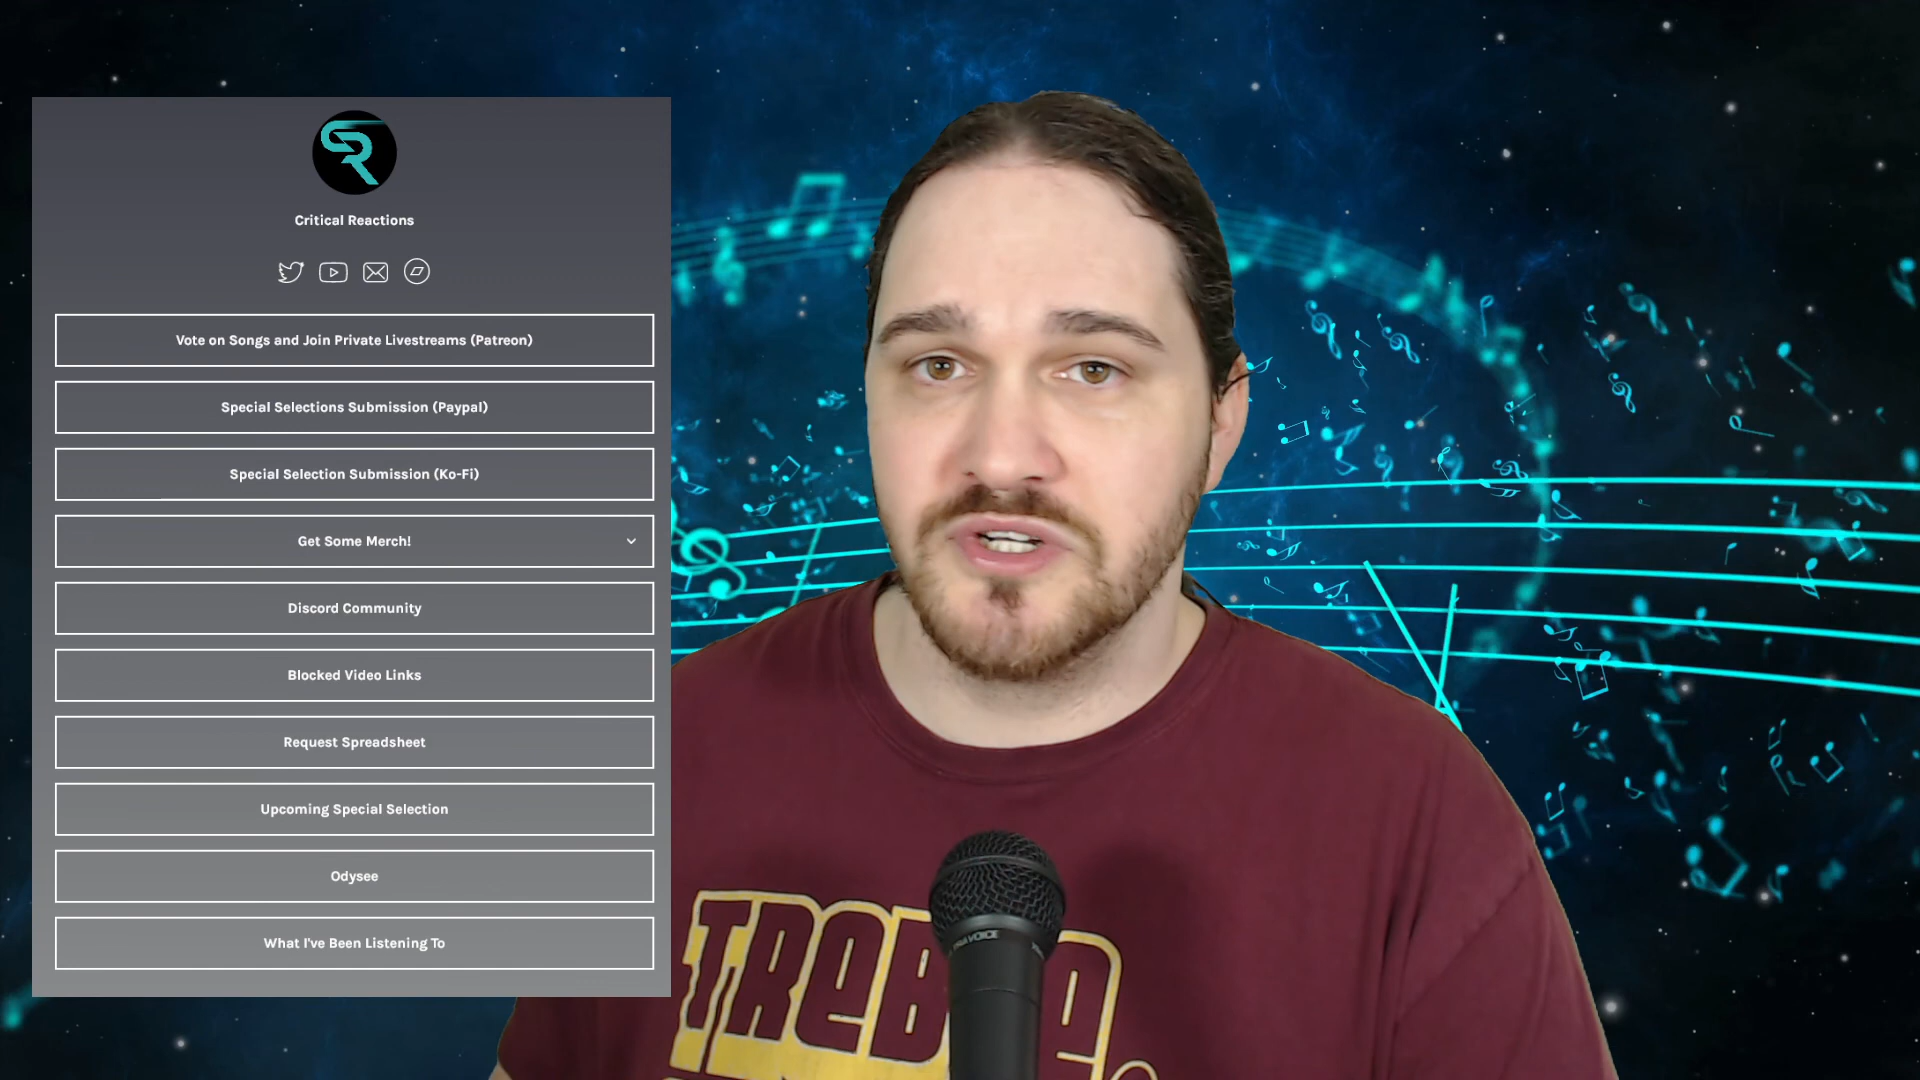 Critical Reactions
Vote on Songs and Join Private Livestreams (Patreon)
Special Selections Submission (Paypal)
Special Selection Submission (Ko-Fi)
Get Some Merch!
Discord Community
Blocked Video Links
Request Spreadsheet
Upcoming Special Selection
Odysee
What I've Been Listening To